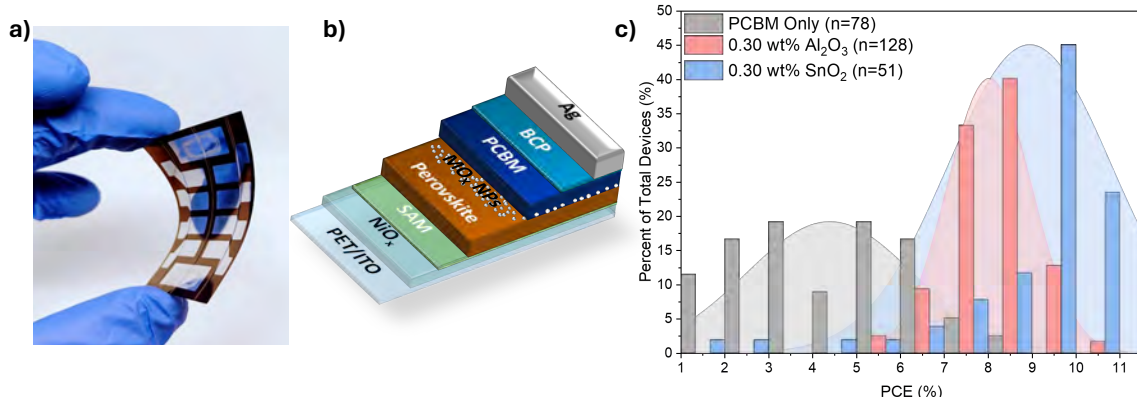 a)
b)
Ag
BCP
PCBM
MOₓ NPs
Perovskite
SAM
NiOₓ
PET/ITO
c)
PCBM Only (n=78)
0.30 wt% Al₂O₃ (n=128)
0.30 wt% SnO₂ (n=51)
Percent of Total Devices (%)
50
45
40
35
30
25
20
15
10
5
0
1 2 3 4 5 6 7 8 9 10 11
PCE (%)